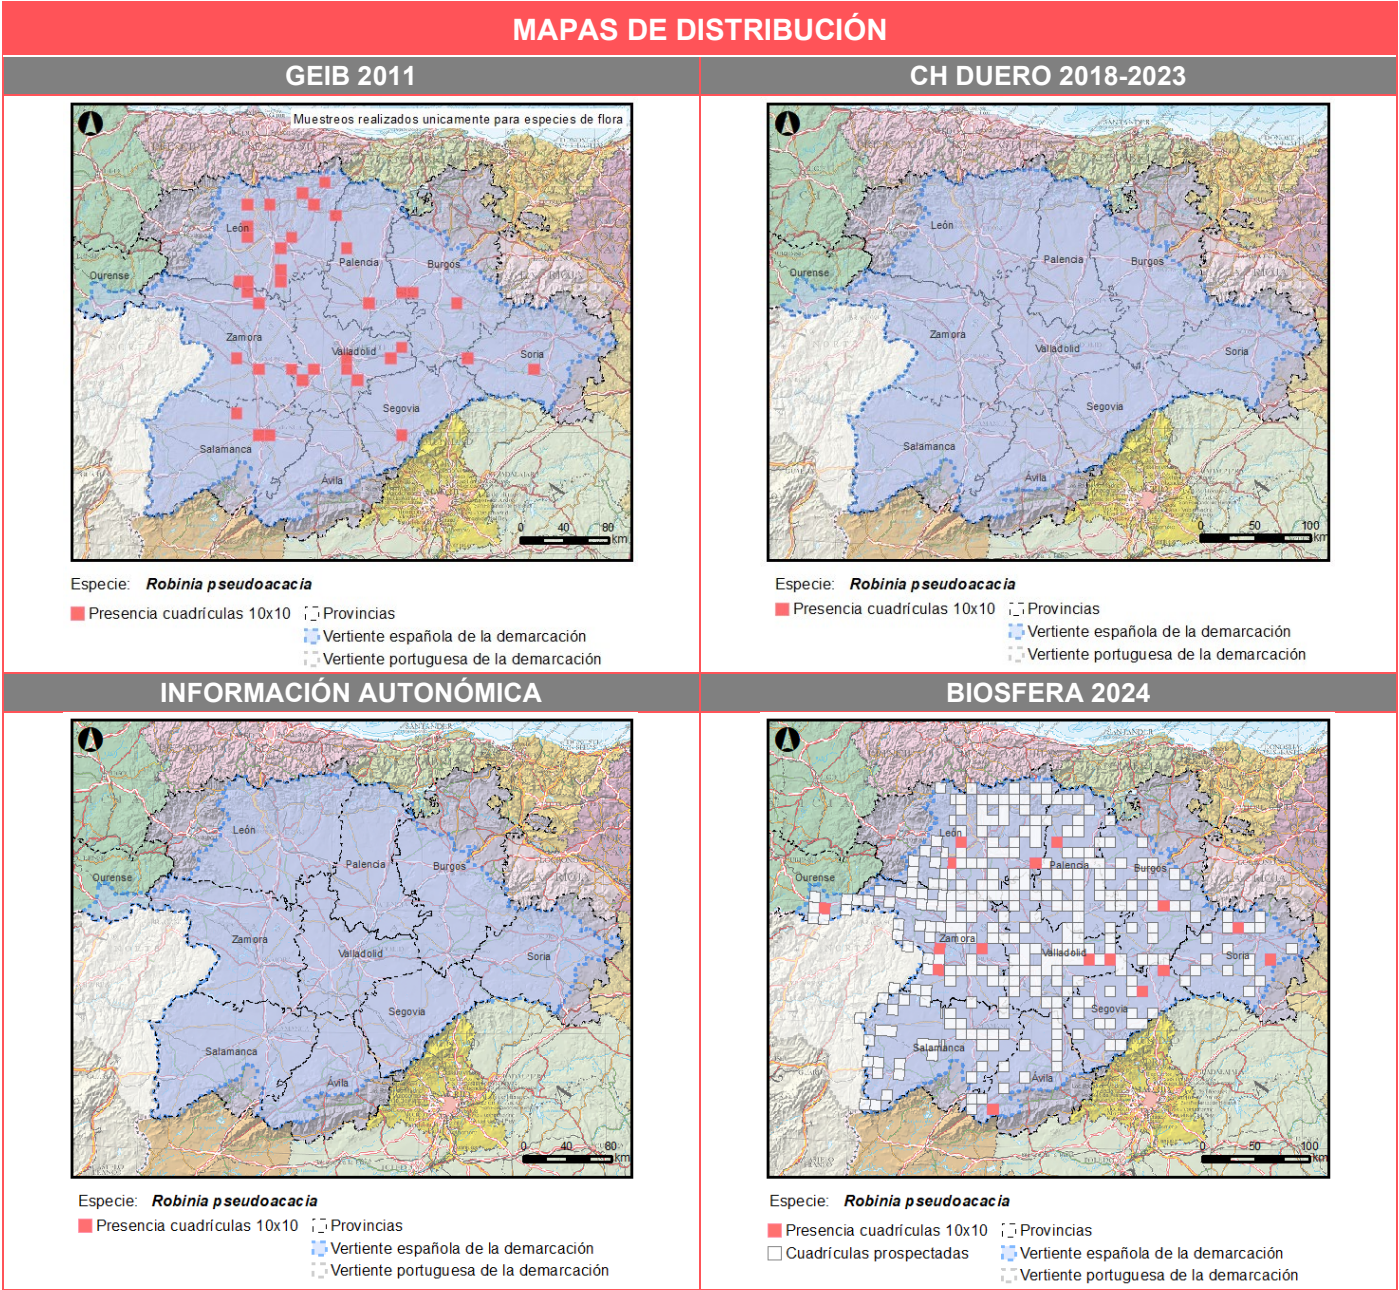 MAPAS DE DISTRIBUCIÓN
GEIB 2011
CH DUERO 2018-2023
Muestreos realizados unicamente para especies de flora
León
Palencia
Burgos
Ourense
Zamora
Valladolid
Soria
Segovia
Salamanca
Ávila
0 40 80
km
Especie: Robinia pseudoacacia
Presencia cuadrículas 10x10
Provincias
Vertiente española de la demarcación
Vertiente portuguesa de la demarcación
SANTANDER
León
Palencia
Burgos
Ourense
Zamora
Valladolid
Soria
Segovia
Salamanca
Ávila
0 50 100
km
Especie: Robinia pseudoacacia
Presencia cuadrículas 10x10
Provincias
Vertiente española de la demarcación
Vertiente portuguesa de la demarcación
INFORMACIÓN AUTONÓMICA
BIOSFERA 2024
SANTANDER
León
Palencia
Burgos
Ourense
Zamora
Valladolid
Soria
Segovia
Salamanca
Ávila
0 40 80
km
Especie: Robinia pseudoacacia
Presencia cuadrículas 10x10
Provincias
Vertiente española de la demarcación
Vertiente portuguesa de la demarcación
SANTANDER
León
Palencia
Burgos
Ourense
Zamora
Valladolid
Soria
Segovia
Salamanca
Ávila
0 50 100
km
Especie: Robinia pseudoacacia
Presencia cuadrículas 10x10
Provincias
Cuadrículas prospectadas
Vertiente española de la demarcación
Vertiente portuguesa de la demarcación